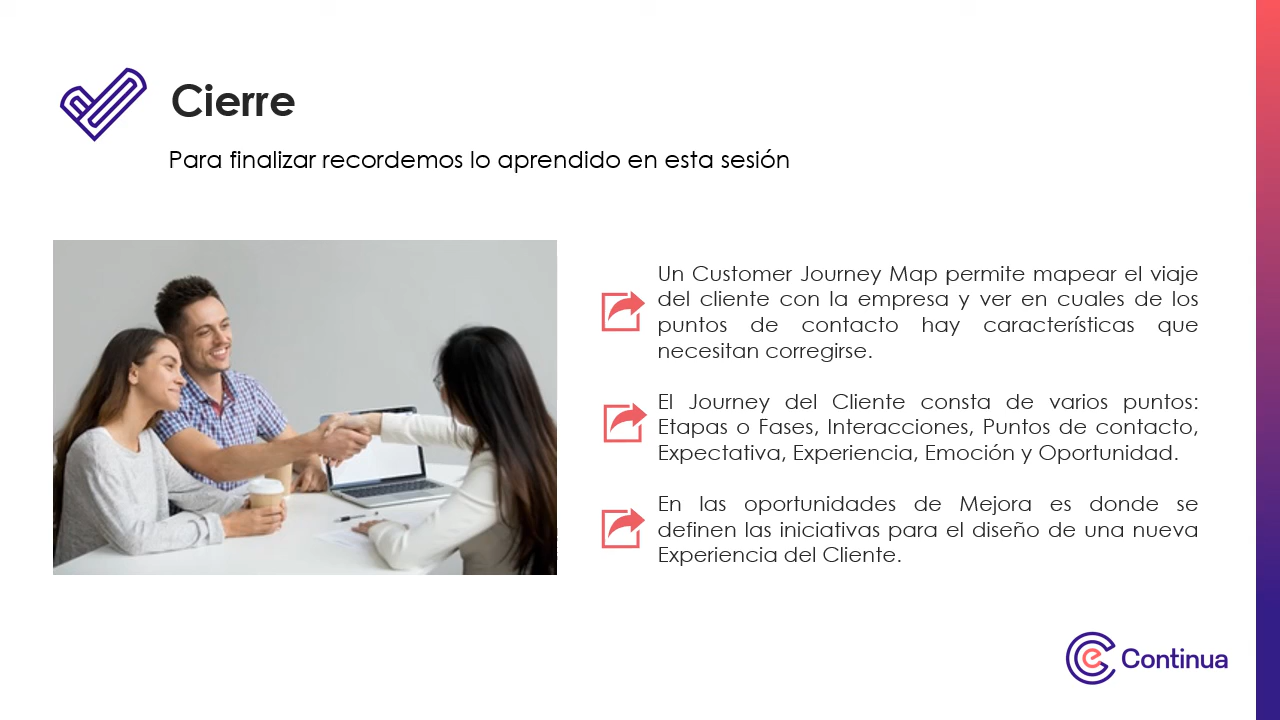 Cierre
Para finalizar recordemos lo aprendido en esta sesión
Un Customer Journey Map permite mapear el viaje
del cliente con la empresa y ver en cuales de los
puntos de contacto hay características que
necesitan corregirse.
El Journey del Cliente consta de varios puntos:
Etapas o Fases, Interacciones, Puntos de contacto,
Expectativa, Experiencia, Emoción y Oportunidad.
En las oportunidades de Mejora es donde se
definen las iniciativas para el diseño de una nueva
Experiencia del Cliente.
Continua